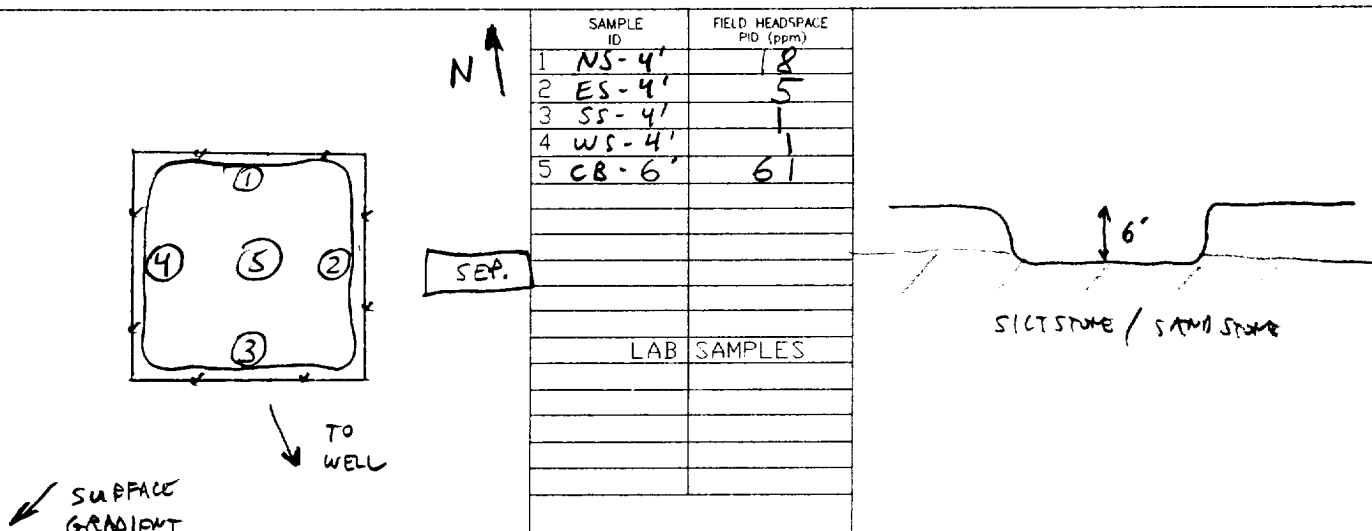 N
SAMPLE ID FIELD HEADSPACE PID (ppm)
1 NS-4' 18
2 ES-4' 5
3 SS-4' 1
4 WS-4' 1
5 CB-6' 61
LAB SAMPLES
1
4 5 2
3
SEP.
TO
WELL
SURFACE
GRADIENT
6'
SILTSTONE / SANDSTONE